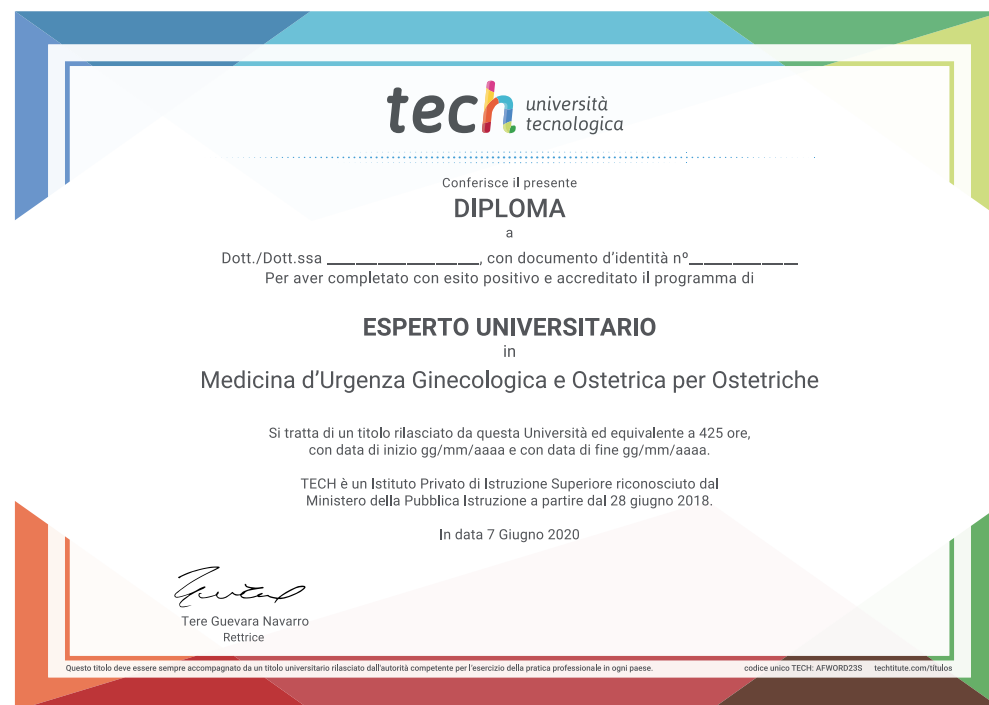 tech università
tecnologica
Conferisce il presente
DIPLOMA
a
Dott./Dott.ssa ___________________, con documento d'identità nº______________
Per aver completato con esito positivo e accreditato il programma di
ESPERTO UNIVERSITARIO
in
Medicina d'Urgenza Ginecologica e Ostetrica per Ostetriche
Si tratta di un titolo rilasciato da questa Università ed equivalente a 425 ore,
con data di inizio gg/mm/aaaa e con data di fine gg/mm/aaaa.
TECH è un Istituto Privato di Istruzione Superiore riconosciuto dal
Ministero della Pubblica Istruzione a partire dal 28 giugno 2018.
In data 7 Giugno 2020
Tere Guevara Navarro
Rettrice
Questo titolo deve essere sempre accompagnato da un titolo universitario rilasciato dall'autorità competente per l'esercizio della pratica professionale in ogni paese. codice unico TECH: AFWORD23S techtitute.com/títulos